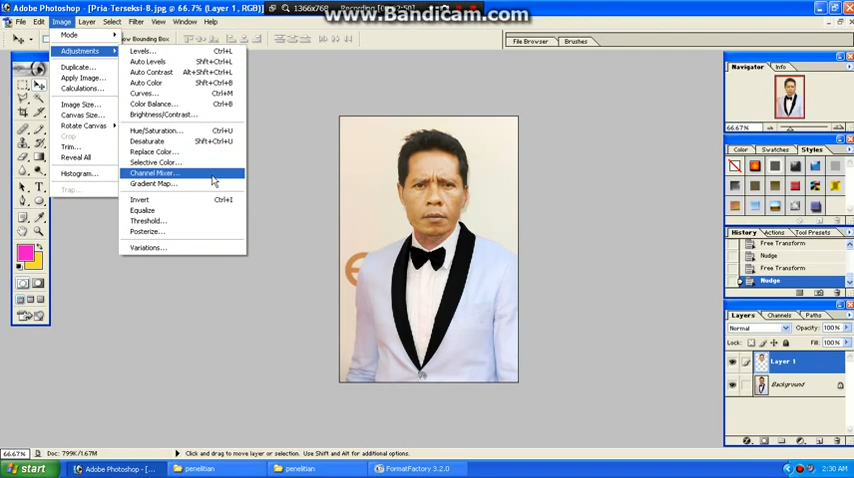 Adobe Photoshop - [Pria-Terseksi-B.jpg @ 66.7% (Layer 1, RGB)]
1366x768
Recording [0:02:50]
www.Bandicam.com
File Edit Image Layer Select Filter View Window Help
Show Bounding Box
File Browser Brushes
Mode
Adjustments
Duplicate...
Apply Image...
Calculations...
Image Size...
Canvas Size...
Rotate Canvas
Crop
Trim...
Reveal All
Histogram...
Trap...
Levels... Ctrl+L
Auto Levels Shft+Ctrl+L
Auto Contrast Alt+Shft+Ctrl+L
Auto Color Shft+Ctrl+B
Curves... Ctrl+M
Color Balance... Ctrl+B
Brightness/Contrast...
Hue/Saturation... Ctrl+U
Desaturate Shft+Ctrl+U
Replace Color...
Selective Color...
Channel Mixer...
Gradient Map...
Invert Ctrl+I
Equalize
Threshold...
Posterize...
Variations...
Navigator Info
66.67%
Color Swatches Styles
History Actions Tool Presets
Free Transform
Nudge
Free Transform
Nudge
Layers Channels Paths
Normal Opacity: 100%
Lock: Fill: 100%
Layer 1
Background
66.67% Doc: 799K/1.67M Click and drag to move layer or selection. Use Shift and Alt for additional options.
start Adobe Photoshop - [... penelitian penelitian FormatFactory 3.2.0 2:30 AM